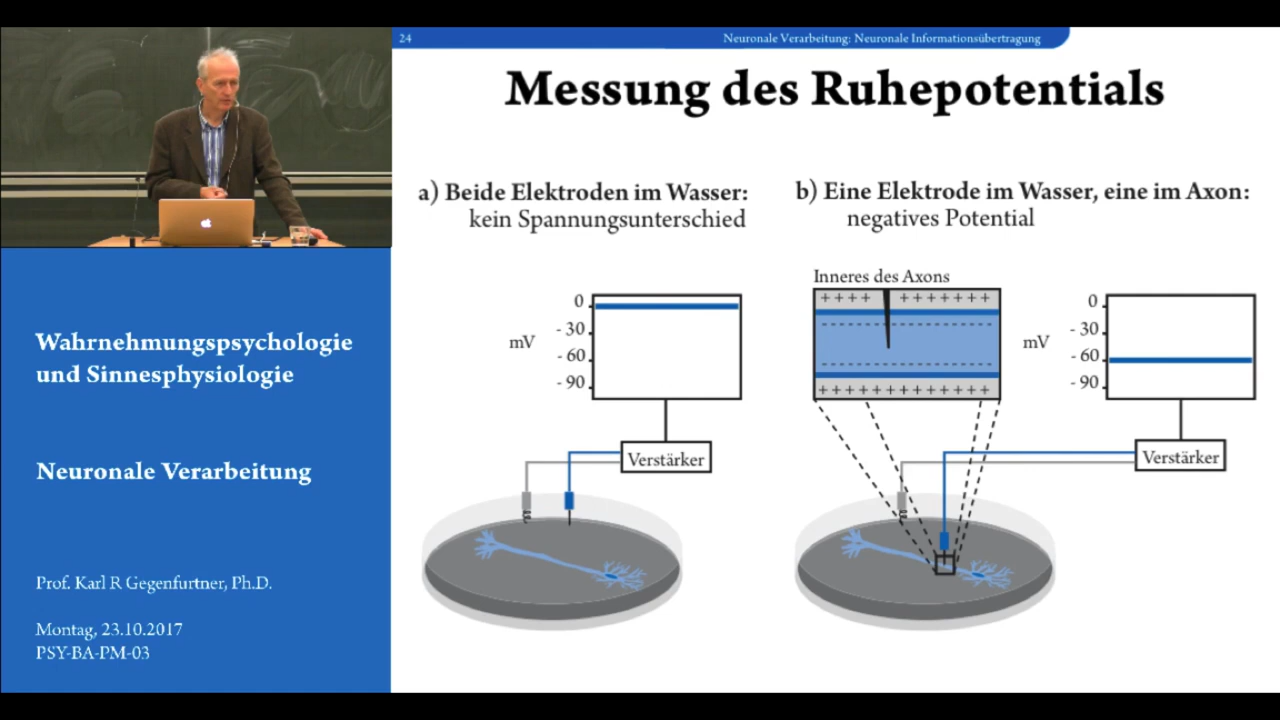 24
Neuronale Verarbeitung: Neuronale Informationsübertragung
Messung des Ruhepotentials
a) Beide Elektroden im Wasser:
kein Spannungsunterschied
0
- 30
- 60
- 90
mV
Verstärker
b) Eine Elektrode im Wasser, eine im Axon:
negatives Potential
Inneres des Axons
+ + + + + + + + + + +
+ + + + + + + + + + + + + +
0
- 30
- 60
- 90
mV
Verstärker
Wahrnehmungspsychologie
und Sinnesphysiologie
Neuronale Verarbeitung
Prof. Karl R Gegenfurtner, Ph.D.
Montag, 23.10.2017
PSY-BA-PM-03